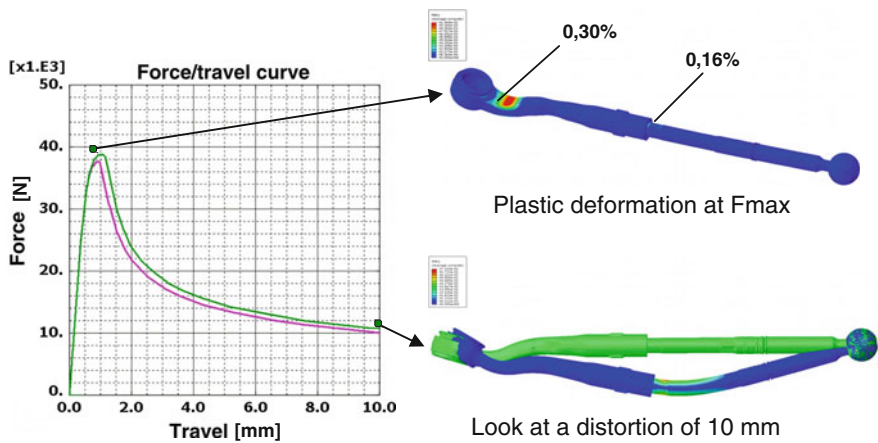 [x1.E3]
Force/travel curve
50.
40.
30.
20.
10.
0.
Force [N]
0.0 2.0 4.0 6.0 8.0 10.0
Travel [mm]
0,30%
0,16%
Plastic deformation at Fmax
Look at a distortion of 10 mm